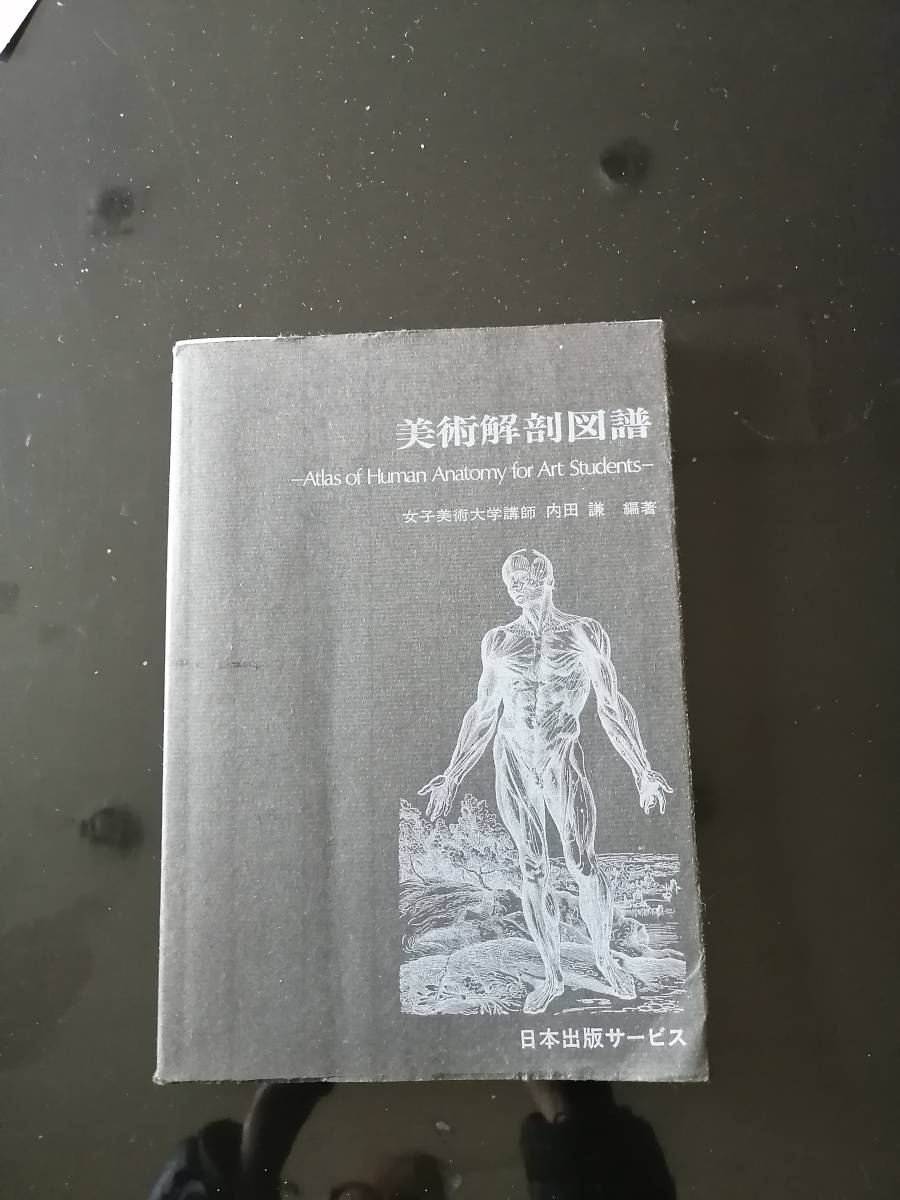 美術解剖図譜
–Atlas of Human Anatomy for Art Students–
女子美術大学講師 内田 謙 編著
日本出版サービス